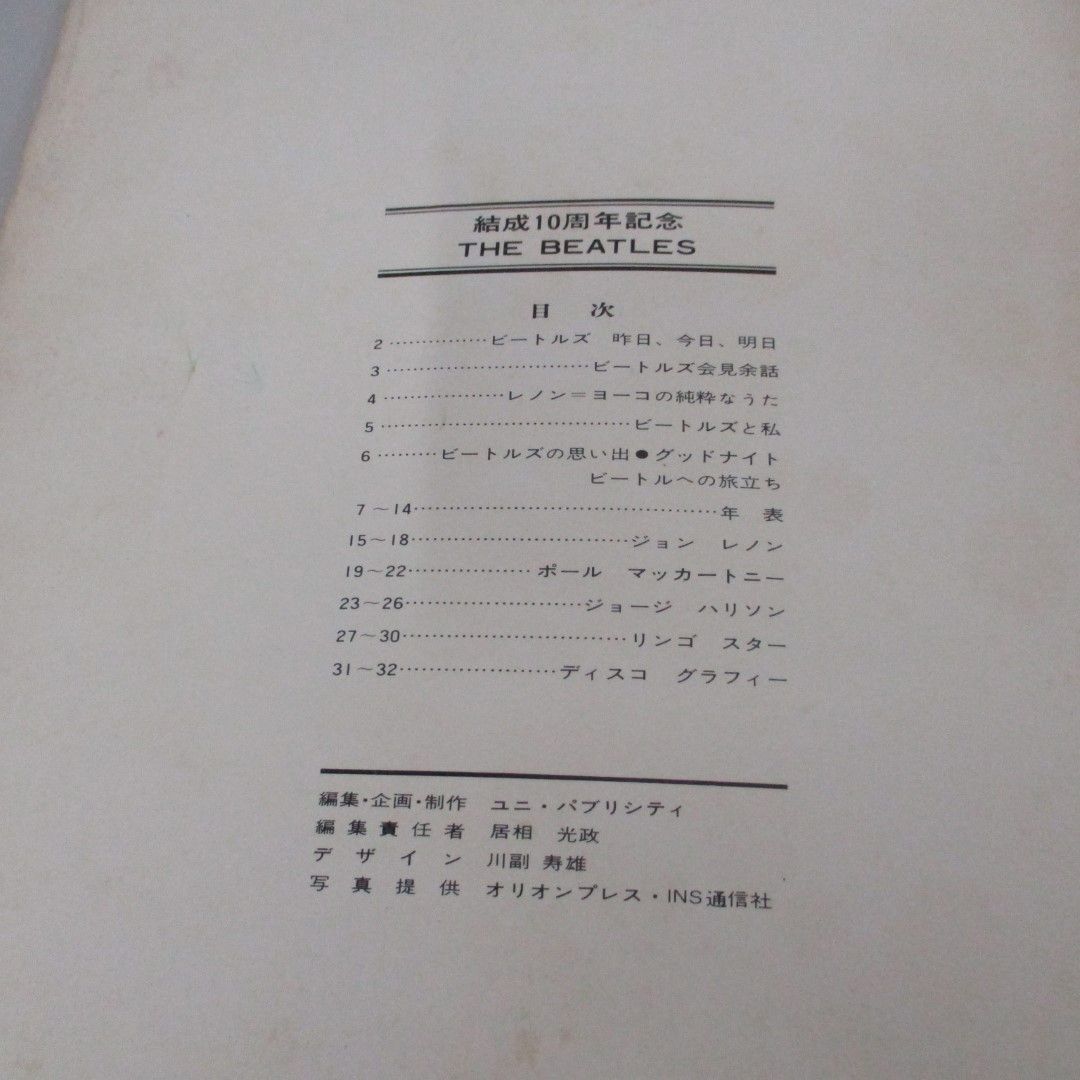 結成10周年記念
THE BEATLES
目 次
2……………ビートルズ 昨日、今日、明日
3…………………………ビートルズ会見余話
4………………レノン=ヨーコの純粋なうた
5………………………………ビートルズと私
6………ビートルズの思い出●グッドナイト
ビートルへの旅立ち
7～14……………………………………年 表
15～18…………………………ジョン レノン
19～22………………ポール マッカートニー
23～26……………………ジョージ ハリソン
27～30…………………………リンゴ スター
31～32…………………ディスコ グラフィー
編集・企画・制作 ユニ・パブリシティ
編集責任者 居相 光政
デザイン 川副 寿雄
写真提供 オリオンプレス・INS通信社